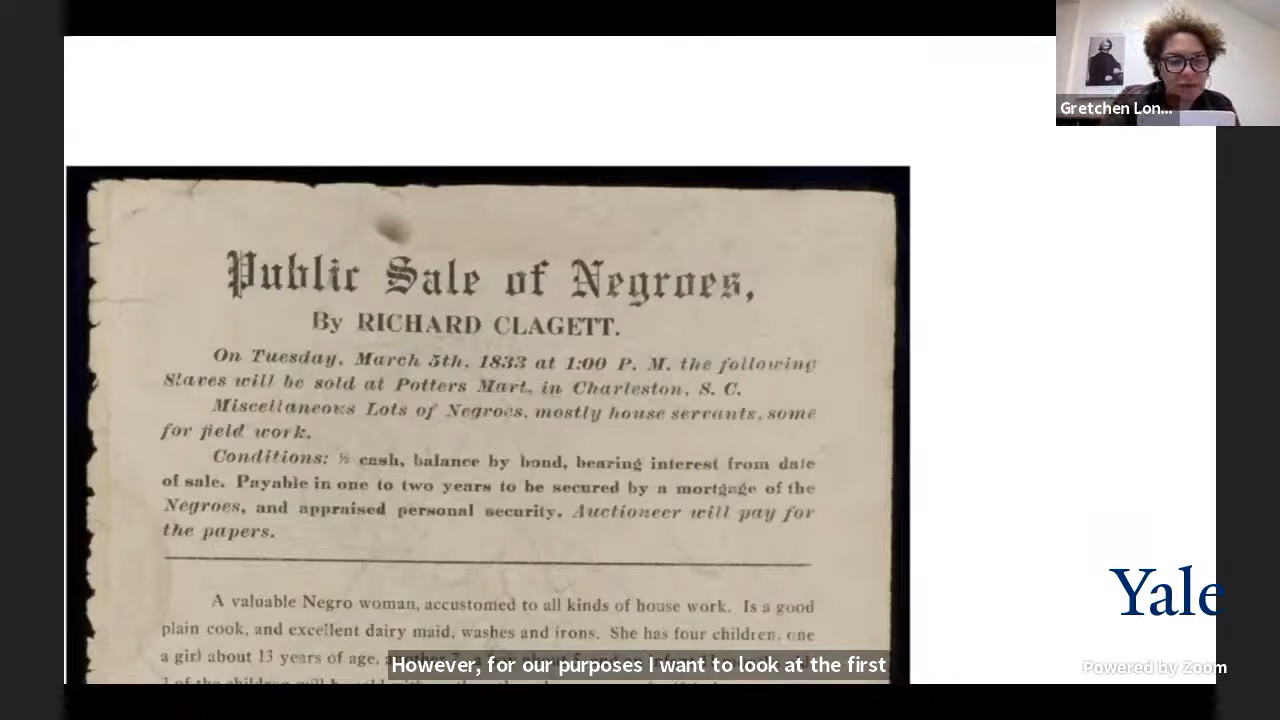 Gretchen Lon...
Public Sale of Negroes,
By RICHARD CLAGETT.
On Tuesday, March 5th, 1833 at 1:00 P. M. the following
Slaves will be sold at Potters Mart, in Charleston, S. C.
Miscellaneous Lots of Negroes, mostly house servants, some
for field work.
Conditions: ½ cash, balance by bond, bearing interest from date
of sale. Payable in one to two years to be secured by a mortgage of the
Negroes, and appraised personal security. Auctioneer will pay for
the papers.
A valuable Negro woman, accustomed to all kinds of house work. Is a good
plain cook, and excellent dairy maid, washes and irons. She has four children, one
a girl about 13 years of age,
of the children will be sold
However, for our purposes I want to look at the first
Yale
Powered by Zoom